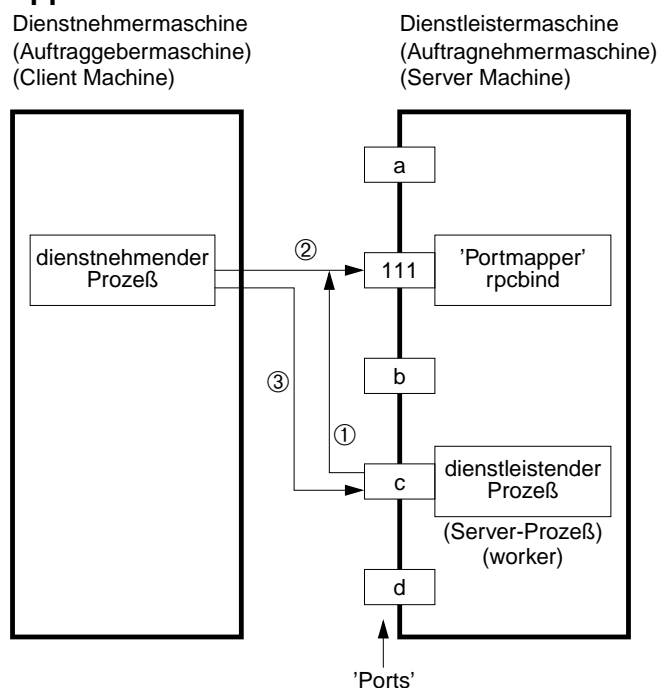 Dienstnehmermaschine
(Auftraggebermaschine)
(Client Machine)
Dienstleistermaschine
(Auftragnehmermaschine)
(Server Machine)
a
dienstnehmender
Prozeß
②
111
'Portmapper'
rpcbind
③
b
①
c
dienstleistender
Prozeß
(Server-Prozeß)
(worker)
d
'Ports'